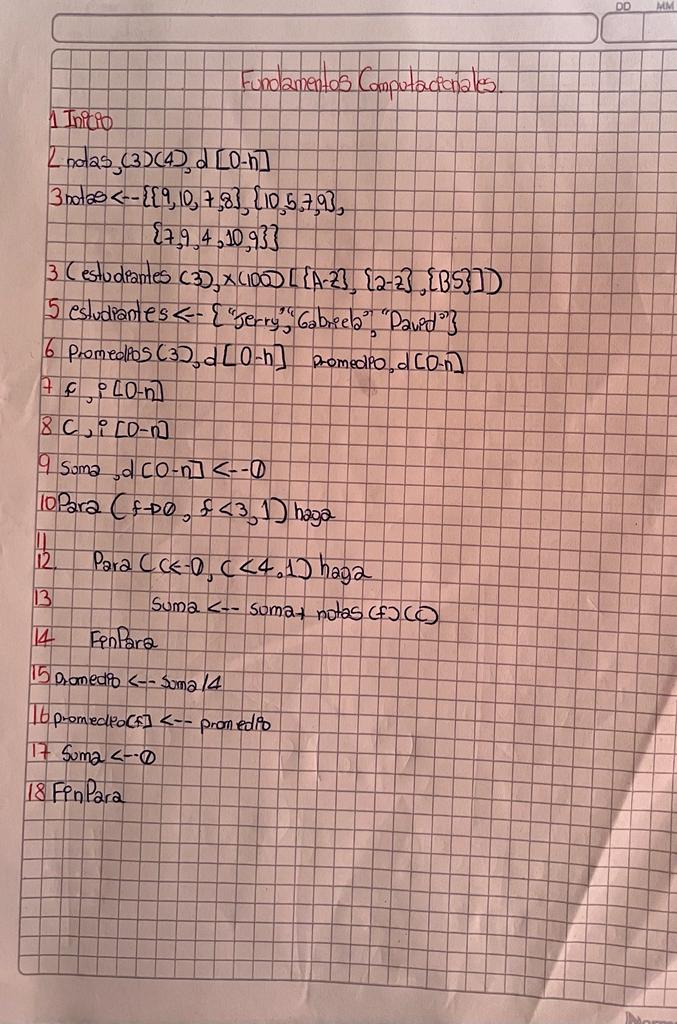 DD MM
Fundamentos Computacionales.
1 Inicio
2 notas,(3)(4), d [0-n]
3 notas <-- {{9,10,7,8}, {10,5,7,9},
{7,9,4,10,9}}
3 (estudiantes (3), x(100) [{A-Z}, {a-z}, {BS}])
5 estudiantes <-- {"Jerry", "Gabriela", "David"}
6 Promedios (3), d [0-n] promedio, d [0-n]
7 f, i [0-n]
8 C, i [0-n]
9 Suma, d [0-n] <--0
10 Para (f->0, f<3,1) haga
11
12 Para (C<-0, C<4,1) haga
13 Suma <-- suma+ notas (f)(c)
14 FinPara
15 promedio <-- suma/4
16 promedio[f] <-- promedio
17 Suma <--0
18 FinPara
Norma